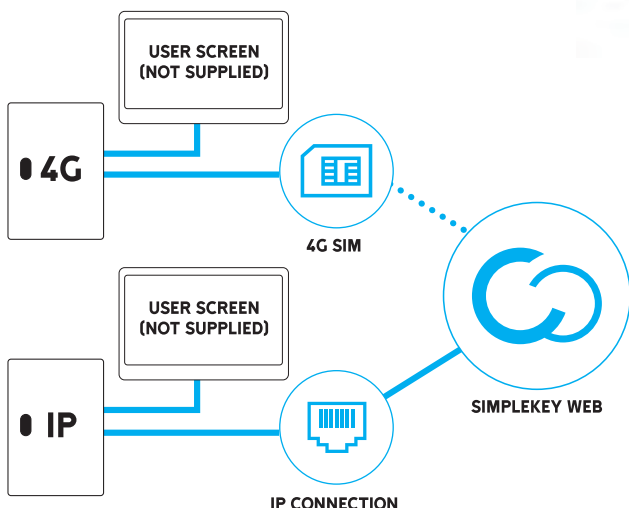 USER SCREEN
(NOT SUPPLIED)
4G
4G SIM
USER SCREEN
(NOT SUPPLIED)
SIMPLEKEY WEB
IP
IP CONNECTION